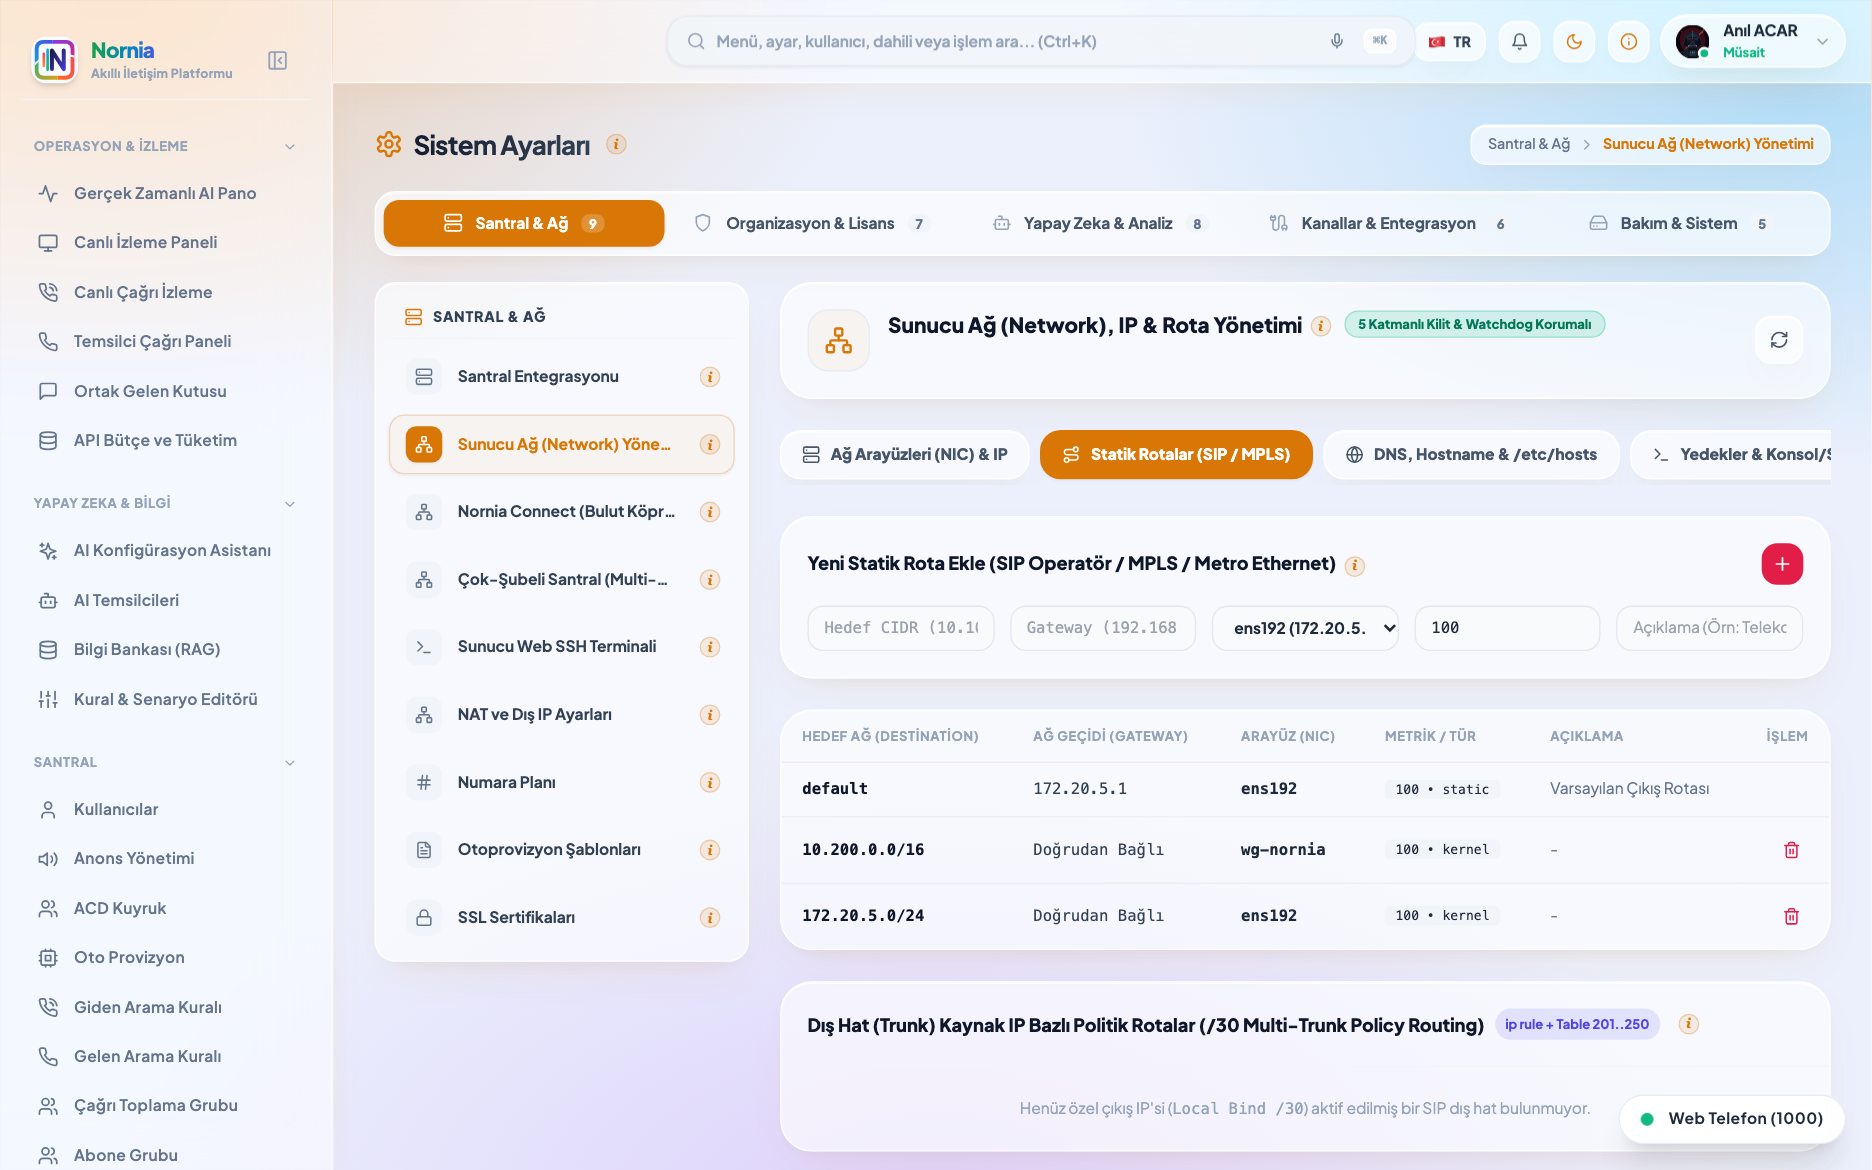 Nornia
Akıllı İletişim Platformu
Menü, ayar, kullanıcı, dahili veya işlem ara... (Ctrl+K)
⌘K
TR
Anıl ACAR
Müsait
OPERASYON & İZLEME
Gerçek Zamanlı AI Pano
Canlı İzleme Paneli
Canlı Çağrı İzleme
Temsilci Çağrı Paneli
Ortak Gelen Kutusu
API Bütçe ve Tüketim
YAPAY ZEKA & BİLGİ
AI Konfigürasyon Asistanı
AI Temsilcileri
Bilgi Bankası (RAG)
Kural & Senaryo Editörü
SANTRAL
Kullanıcılar
Anons Yönetimi
ACD Kuyruk
Oto Provizyon
Giden Arama Kuralı
Gelen Arama Kuralı
Çağrı Toplama Grubu
Abone Grubu
Sistem Ayarları
Santral & Ağ > Sunucu Ağ (Network) Yönetimi
Santral & Ağ 9
Organizasyon & Lisans 7
Yapay Zeka & Analiz 8
Kanallar & Entegrasyon 6
Bakım & Sistem 5
SANTRAL & AĞ
Santral Entegrasyonu
Sunucu Ağ (Network) Yöne...
Nornia Connect (Bulut Köpr...
Çok-Şubeli Santral (Multi-...
Sunucu Web SSH Terminali
NAT ve Dış IP Ayarları
Numara Planı
Otoprovizyon Şablonları
SSL Sertifikaları
Sunucu Ağ (Network), IP & Rota Yönetimi
5 Katmanlı Kilit & Watchdog Korumalı
Ağ Arayüzleri (NIC) & IP
Statik Rotalar (SIP / MPLS)
DNS, Hostname & /etc/hosts
Yedekler & Konsol/S
Yeni Statik Rota Ekle (SIP Operatör / MPLS / Metro Ethernet)
Hedef CIDR (10.1(
Gateway (192.168
ens192 (172.20.5.
100
Açıklama (Örn: Telekc
HEDEF AĞ (DESTİNATİON) AĞ GEÇİDİ (GATEWAY) ARAYÜZ (NIC) METRİK / TÜR AÇIKLAMA İŞLEM
default 172.20.5.1 ens192 100 • static Varsayılan Çıkış Rotası
10.200.0.0/16 Doğrudan Bağlı wg-nornia 100 • kernel -
172.20.5.0/24 Doğrudan Bağlı ens192 100 • kernel -
Dış Hat (Trunk) Kaynak IP Bazlı Politik Rotalar (/30 Multi-Trunk Policy Routing)
ip rule + Table 201..250
Henüz özel çıkış IP'si (Local Bind /30) aktif edilmiş bir SIP dış hat bulunmuyor.
Web Telefon (1000)